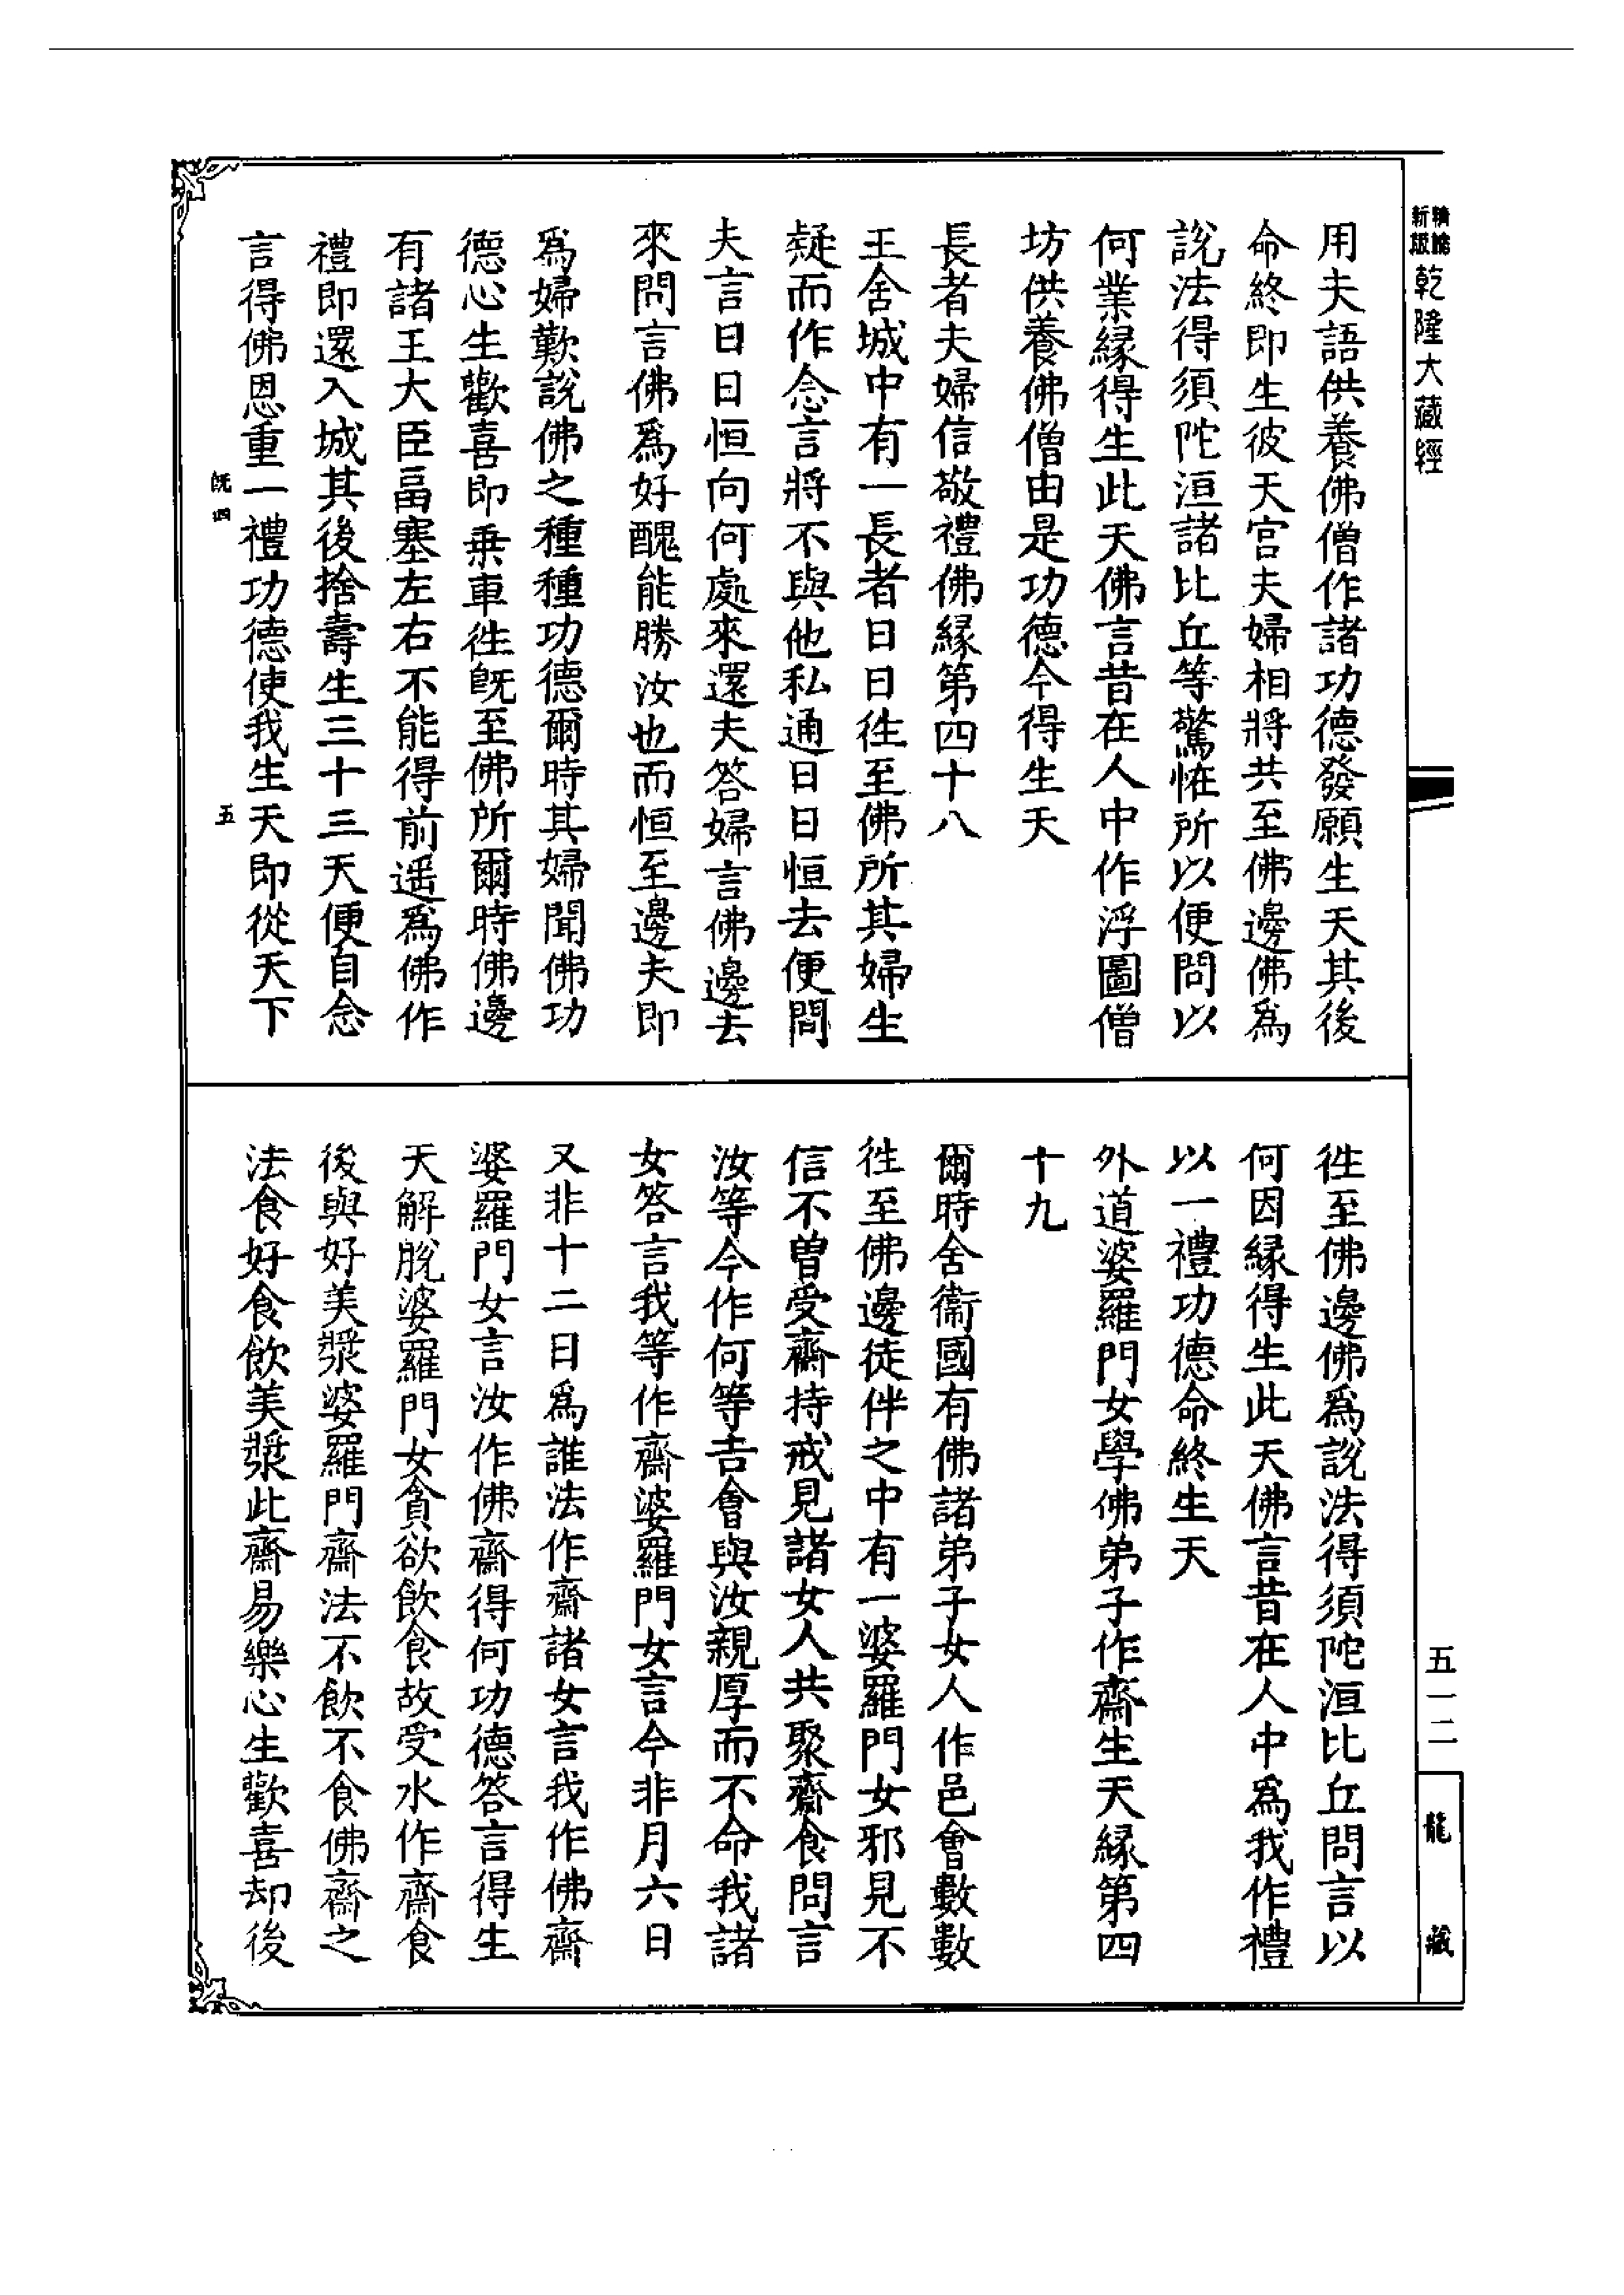 新版
精縮
乾隆大藏經
用夫語供養佛僧作諸功德發願生天其後
命終即生彼天宮夫婦相將共至佛邊佛爲
說法得須陀洹諸比丘等驚恠所以便問以
何業緣得生此天佛言昔在人中作浮圖僧
坊供養佛僧由是功德今得生天
長者夫婦信敬禮佛緣第四十八
王舍城中有一長者日日徃至佛所其婦生
疑而作念言將不與他私通日日恒去便問
夫言日日恒向何處來還夫答婦言佛邊去
來問言佛爲好醜能勝汝也而恒至邊夫即
爲婦歎說佛之種種功德爾時其婦聞佛功
德心生歡喜即乗車徃旣至佛所爾時佛邊
有諸王大臣畐塞左右不能得前遥爲佛作
禮即還入城其後捨壽生三十三天便自念
言得佛恩重一禮功德使我生天即從天下
旣四
五
徃至佛邊佛爲說法得須陀洹比丘問言以
何因緣得生此天佛言昔在人中爲我作禮
以一禮功德命終生天
外道婆羅門女學佛弟子作齋生天緣第四
十九
爾時舍衞國有佛諸弟子女人作邑會數數
徃至佛邊徒伴之中有一婆羅門女邪見不
信不曽受齋持戒見諸女人共聚齋食問言
汝等今作何等吉會與汝親厚而不命我諸
女答言我等作齋婆羅門女言今非月六日
又非十二日爲誰法作齋諸女言我作佛齋
婆羅門女言汝作佛齋得何功德答言得生
天解脫婆羅門女貪欲飲食故受水作齋食
後與好美漿婆羅門齋法不飲不食佛齋之
法食好食飲美漿此齋易樂心生歡喜却後
五一二
龍藏